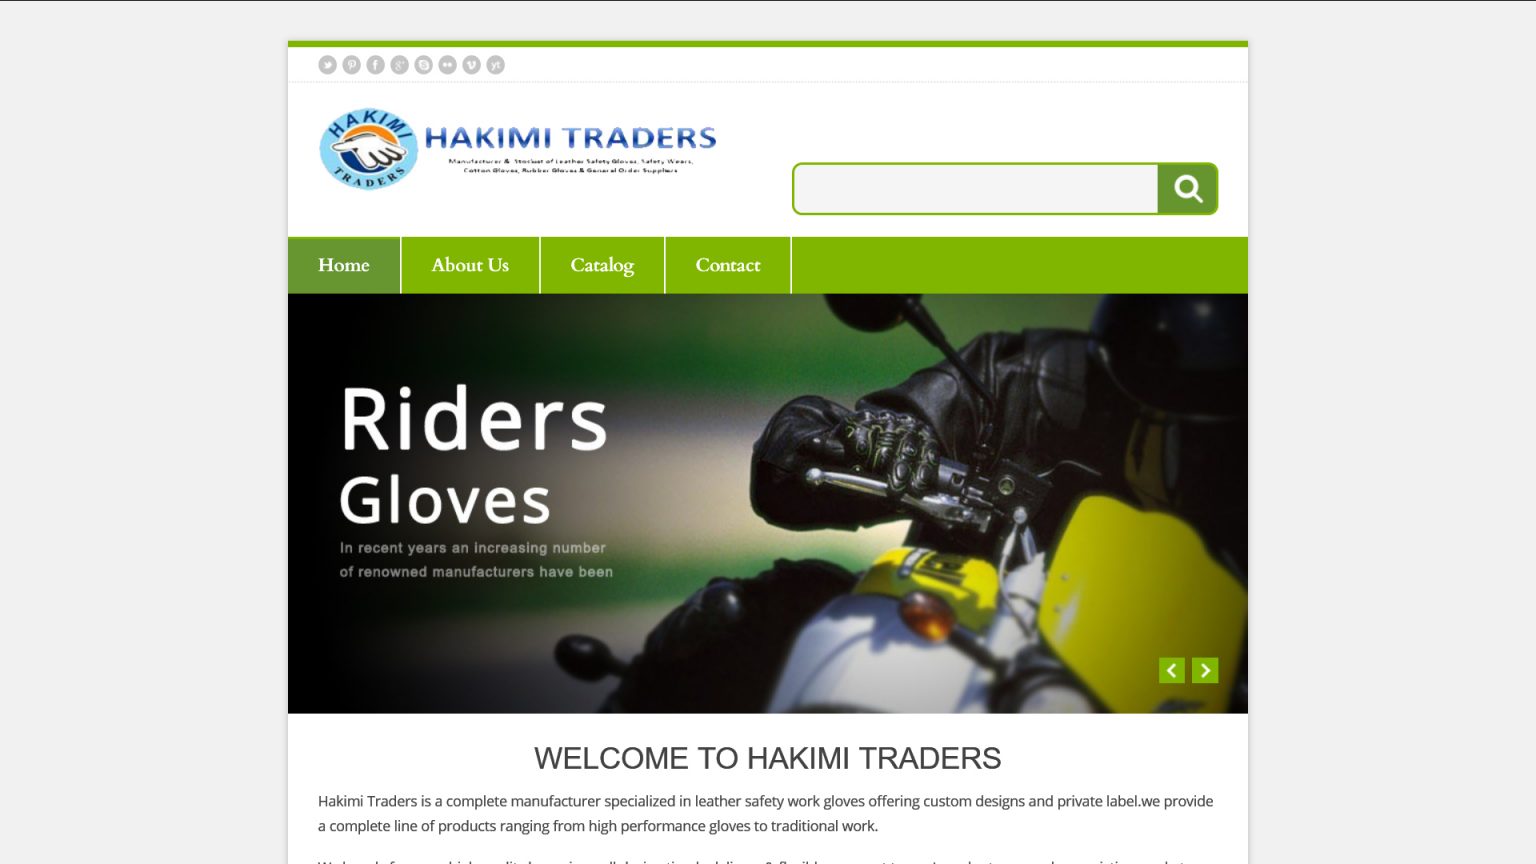 HAKIMI TRADERS
HAKIMI TRADERS
Manufacturer & Stockist of Leather Safety Gloves, Safety Wears,
Cotton Gloves, Rubber Gloves & General Order Suppliers
Home
About Us
Catalog
Contact
Riders
Gloves
In recent years an increasing number
of renowned manufacturers have been
WELCOME TO HAKIMI TRADERS
Hakimi Traders is a complete manufacturer specialized in leather safety work gloves offering custom designs and private label.we provide
a complete line of products ranging from high performance gloves to traditional work.